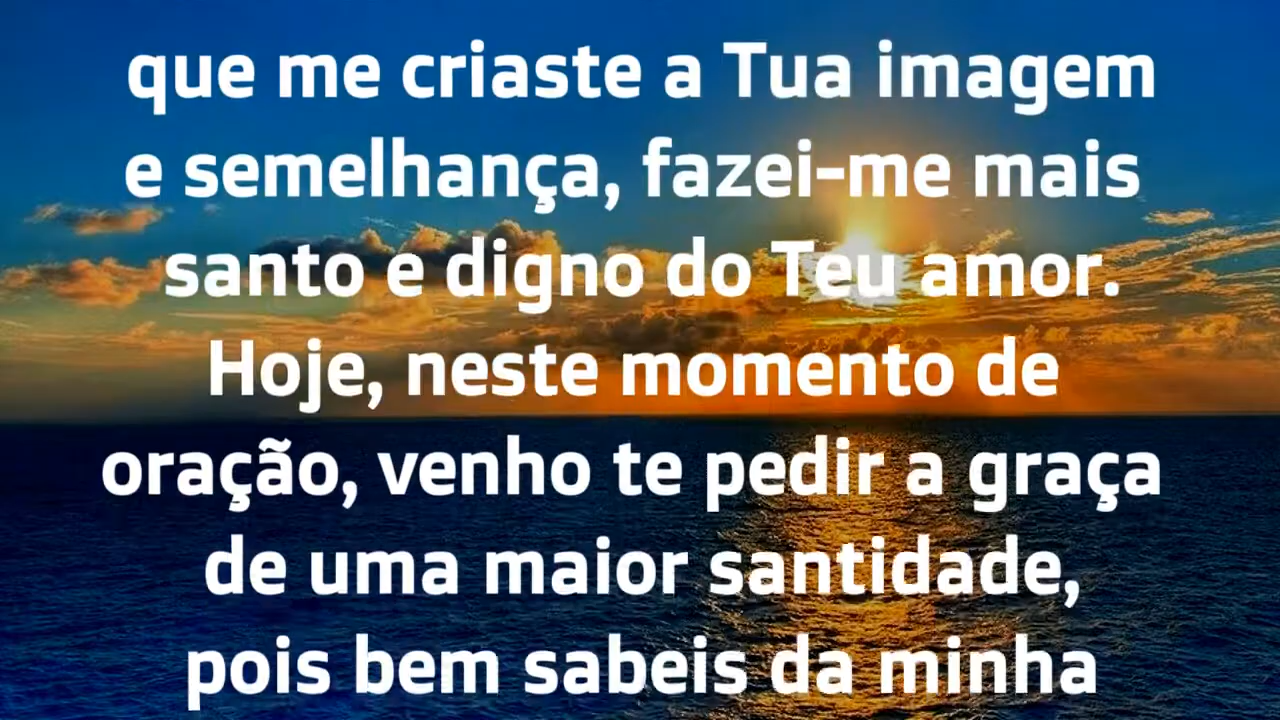 que me criaste a Tua imagem
e semelhança, fazei-me mais
santo e digno do Teu amor.
Hoje, neste momento de
oração, venho te pedir a graça
de uma maior santidade,
pois bem sabeis da minha